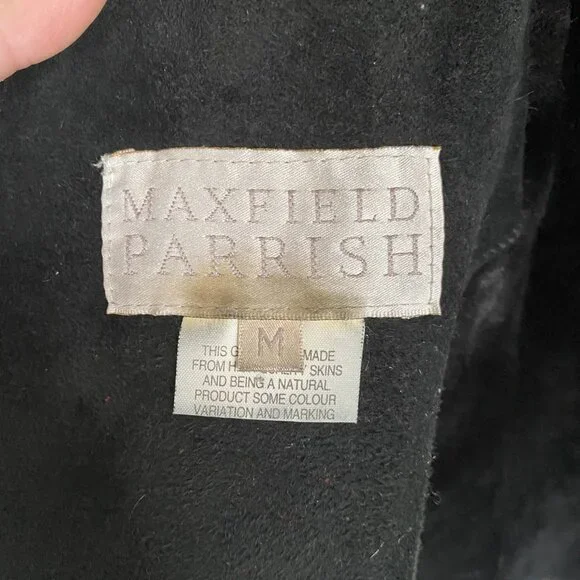 MAXFIELD
PARRISH
M
THIS MADE
FROM SKINS
AND BEING A NATURAL
PRODUCT SOME COLOUR
VARIATION AND MARKING